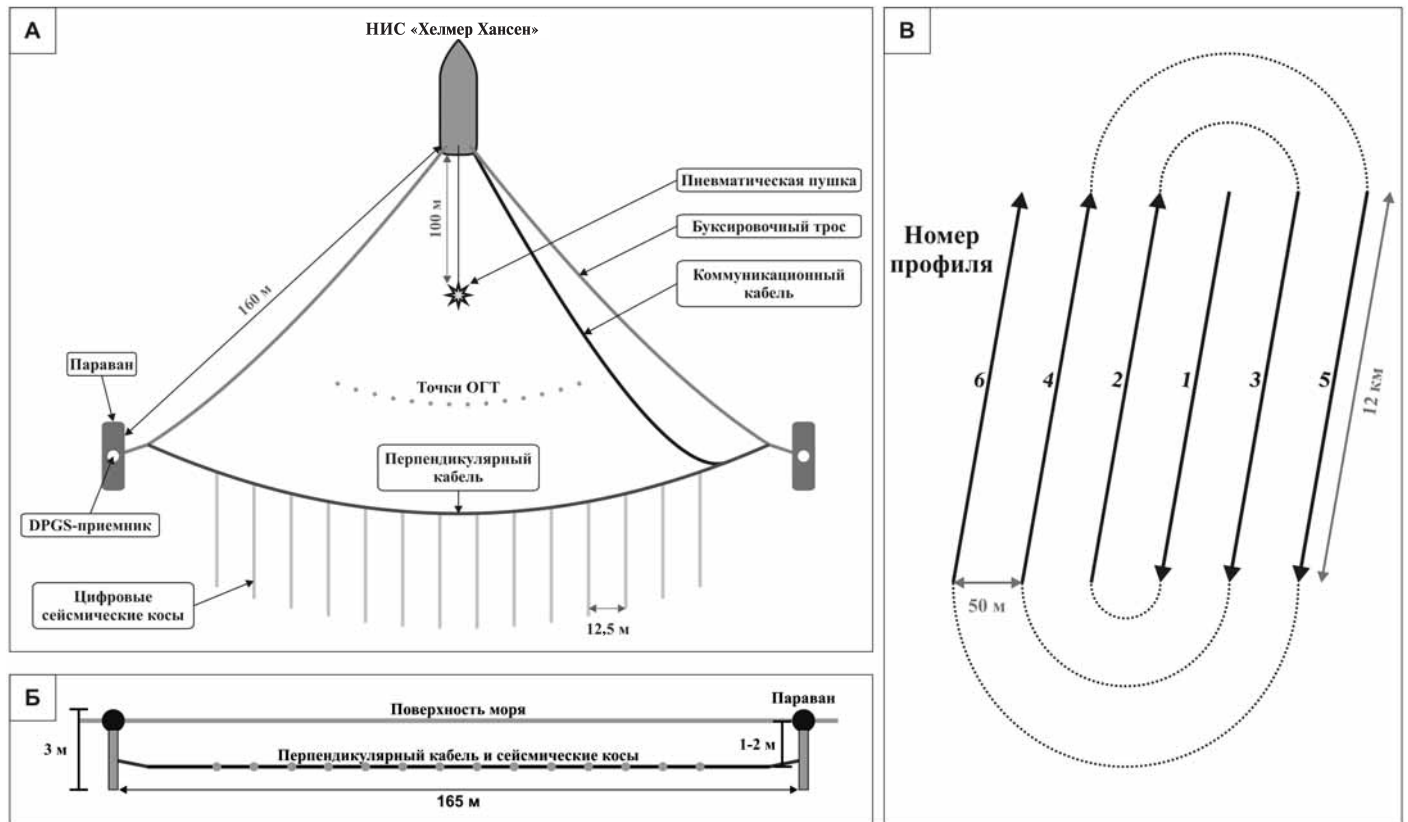 А
НИС «Хелмер Хансен»
Пневматическая пушка
100 м
Буксировочный трос
Коммуникационный
кабель
160 м
Параван
Точки ОГТ
Перпендикулярный
кабель
DPGS-приемник
Цифровые
сейсмические косы
12,5 м
Б
Параван
Поверхность моря
3 м
1-2 м
Перпендикулярный кабель и сейсмические косы
165 м
В
Номер
профиля
6
4
2
1
3
5
12 км
50 м